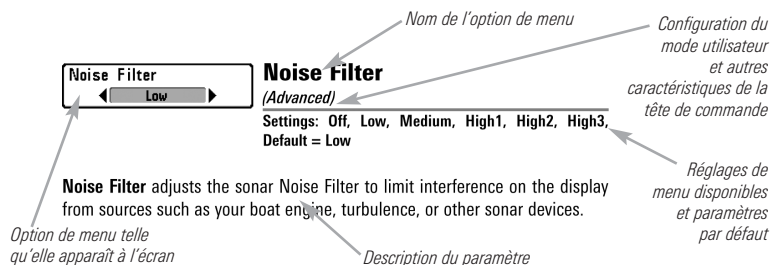 Nom de l'option de menu
Configuration du
mode utilisateur
et autres
caractéristiques de la
tête de commande
Noise Filter
Low
Noise Filter
(Advanced)
Settings: Off, Low, Medium, High1, High2, High3,
Default = Low
Réglages de
menu disponibles
et paramètres
par défaut
Noise Filter adjusts the sonar Noise Filter to limit interference on the display
from sources such as your boat engine, turbulence, or other sonar devices.
Option de menu telle
qu'elle apparaît à l'écran
Description du paramètre